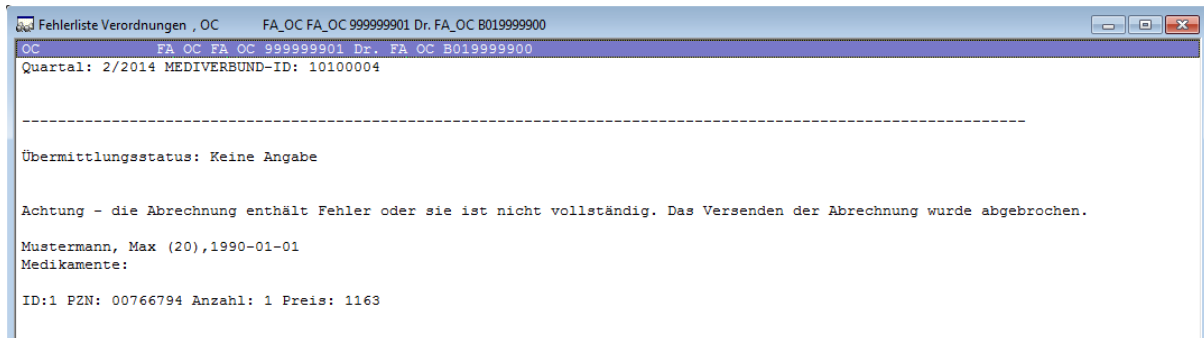 Fehlerliste Verordnungen , OC FA_OC FA_OC 999999901 Dr. FA_OC B019999900
OC FA OC FA OC 999999901 Dr. FA OC B019999900
Quartal: 2/2014 MEDIVERBUND-ID: 10100004
--------------------------------------------------------------------------------------------------------------------
Übermittlungsstatus: Keine Angabe
Achtung - die Abrechnung enthält Fehler oder sie ist nicht vollständig. Das Versenden der Abrechnung wurde abgebrochen.
Mustermann, Max (20),1990-01-01
Medikamente:
ID:1 PZN: 00766794 Anzahl: 1 Preis: 1163